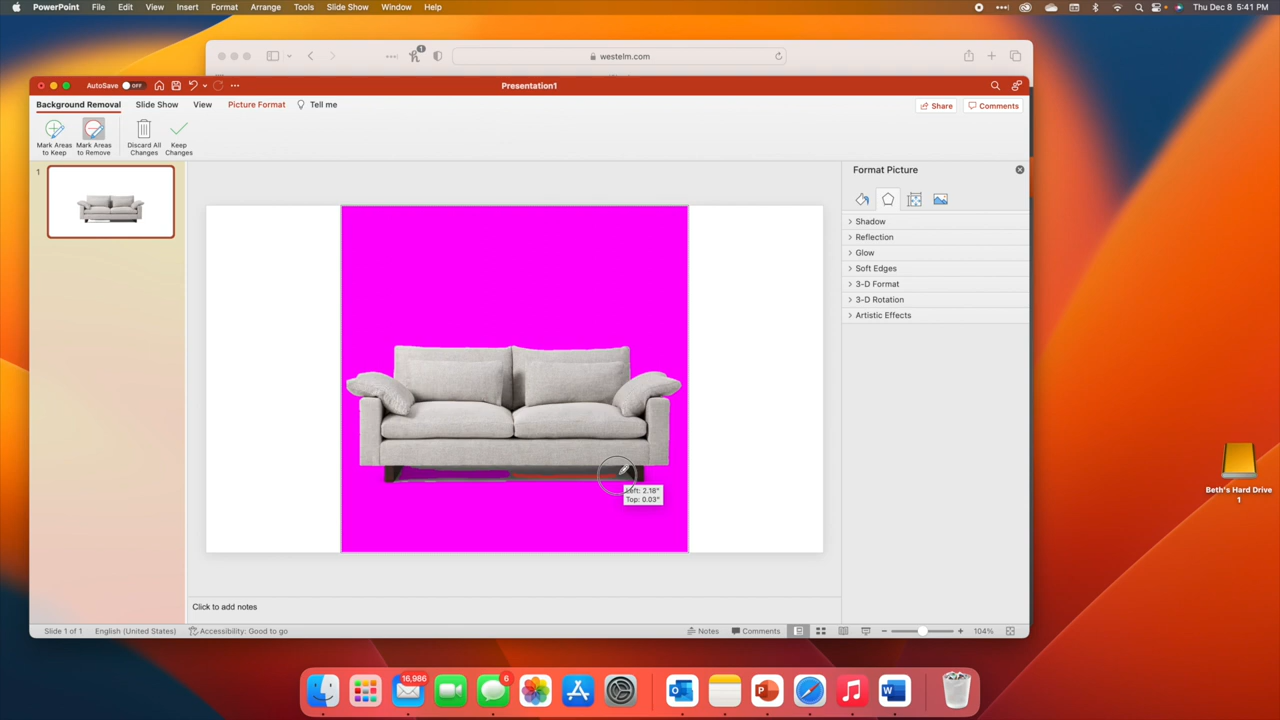 PowerPoint File Edit View Insert Format Arrange Tools Slide Show Window Help
Thu Dec 8 5:41 PM
1
westelm.com
AutoSave OFF
Presentation1
Background Removal Slide Show View Picture Format Tell me
Share Comments
Mark Areas to Keep
Mark Areas to Remove
Discard All Changes
Keep Changes
1
Format Picture
Shadow
Reflection
Glow
Soft Edges
3-D Format
3-D Rotation
Artistic Effects
Left: 2.18"
Top: 0.03"
Beth's Hard Drive
1
Click to add notes
Slide 1 of 1 English (United States) Accessibility: Good to go Notes Comments 104%
16,986
6